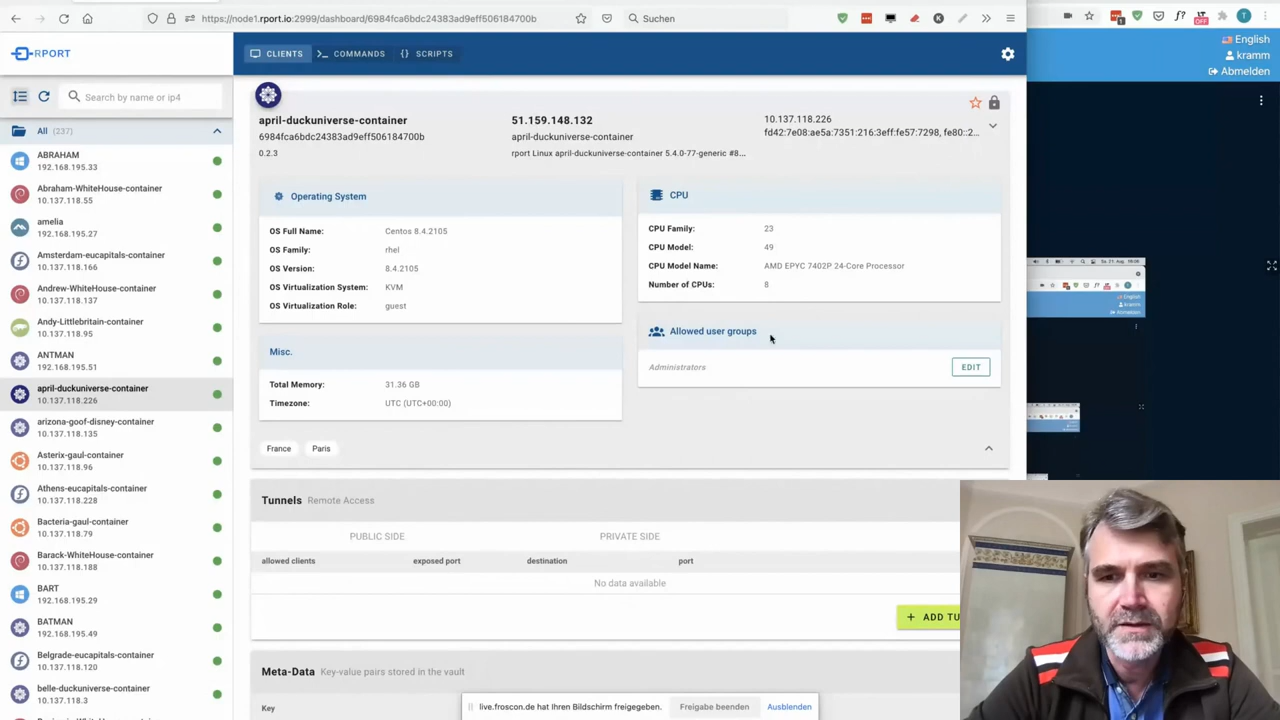 https://node1.rport.io:2999/dashboard/6984fca6bdc24383ad9eff506184700b
Suchen
RPORT
CLIENTS
COMMANDS
SCRIPTS
English
kramm
Abmelden
Search by name or ip4
All (237)
ABRAHAM
192.168.195.33
Abraham-WhiteHouse-container
10.137.118.55
amelia
192.168.195.27
Amsterdam-eucapitals-container
10.137.118.166
Andrew-WhiteHouse-container
10.137.118.137
Andy-Littlebritain-container
10.137.118.95
ANTMAN
192.168.195.51
april-duckuniverse-container
10.137.118.226
arizona-goof-disney-container
10.137.118.135
Asterix-gaul-container
10.137.118.96
Athens-eucapitals-container
10.137.118.228
Bacteria-gaul-container
10.137.118.79
Barack-WhiteHouse-container
10.137.118.188
BART
192.168.195.29
BATMAN
192.168.195.49
Belgrade-eucapitals-container
10.137.118.120
belle-duckuniverse-container
10.137.118.3
april-duckuniverse-container
6984fca6bdc24383ad9eff506184700b
0.2.3
51.159.148.132
april-duckuniverse-container
rport Linux april-duckuniverse-container 5.4.0-77-generic #8...
10.137.118.226
fd42:7e08:ae5a:7351:216:3eff:fe57:7298, fe80::2...
Operating System
OS Full Name: Centos 8.4.2105
OS Family: rhel
OS Version: 8.4.2105
OS Virtualization System: KVM
OS Virtualization Role: guest
CPU
CPU Family: 23
CPU Model: 49
CPU Model Name: AMD EPYC 7402P 24-Core Processor
Number of CPUs: 8
Misc.
Total Memory: 31.36 GB
Timezone: UTC (UTC+00:00)
Allowed user groups
Administrators
EDIT
France
Paris
Tunnels Remote Access
PUBLIC SIDE
PRIVATE SIDE
allowed clients
exposed port
destination
port
No data available
+ ADD TU
Meta-Data Key-value pairs stored in the vault
Key
live.froscon.de hat Ihren Bildschirm freigegeben.
Freigabe beenden
Ausblenden